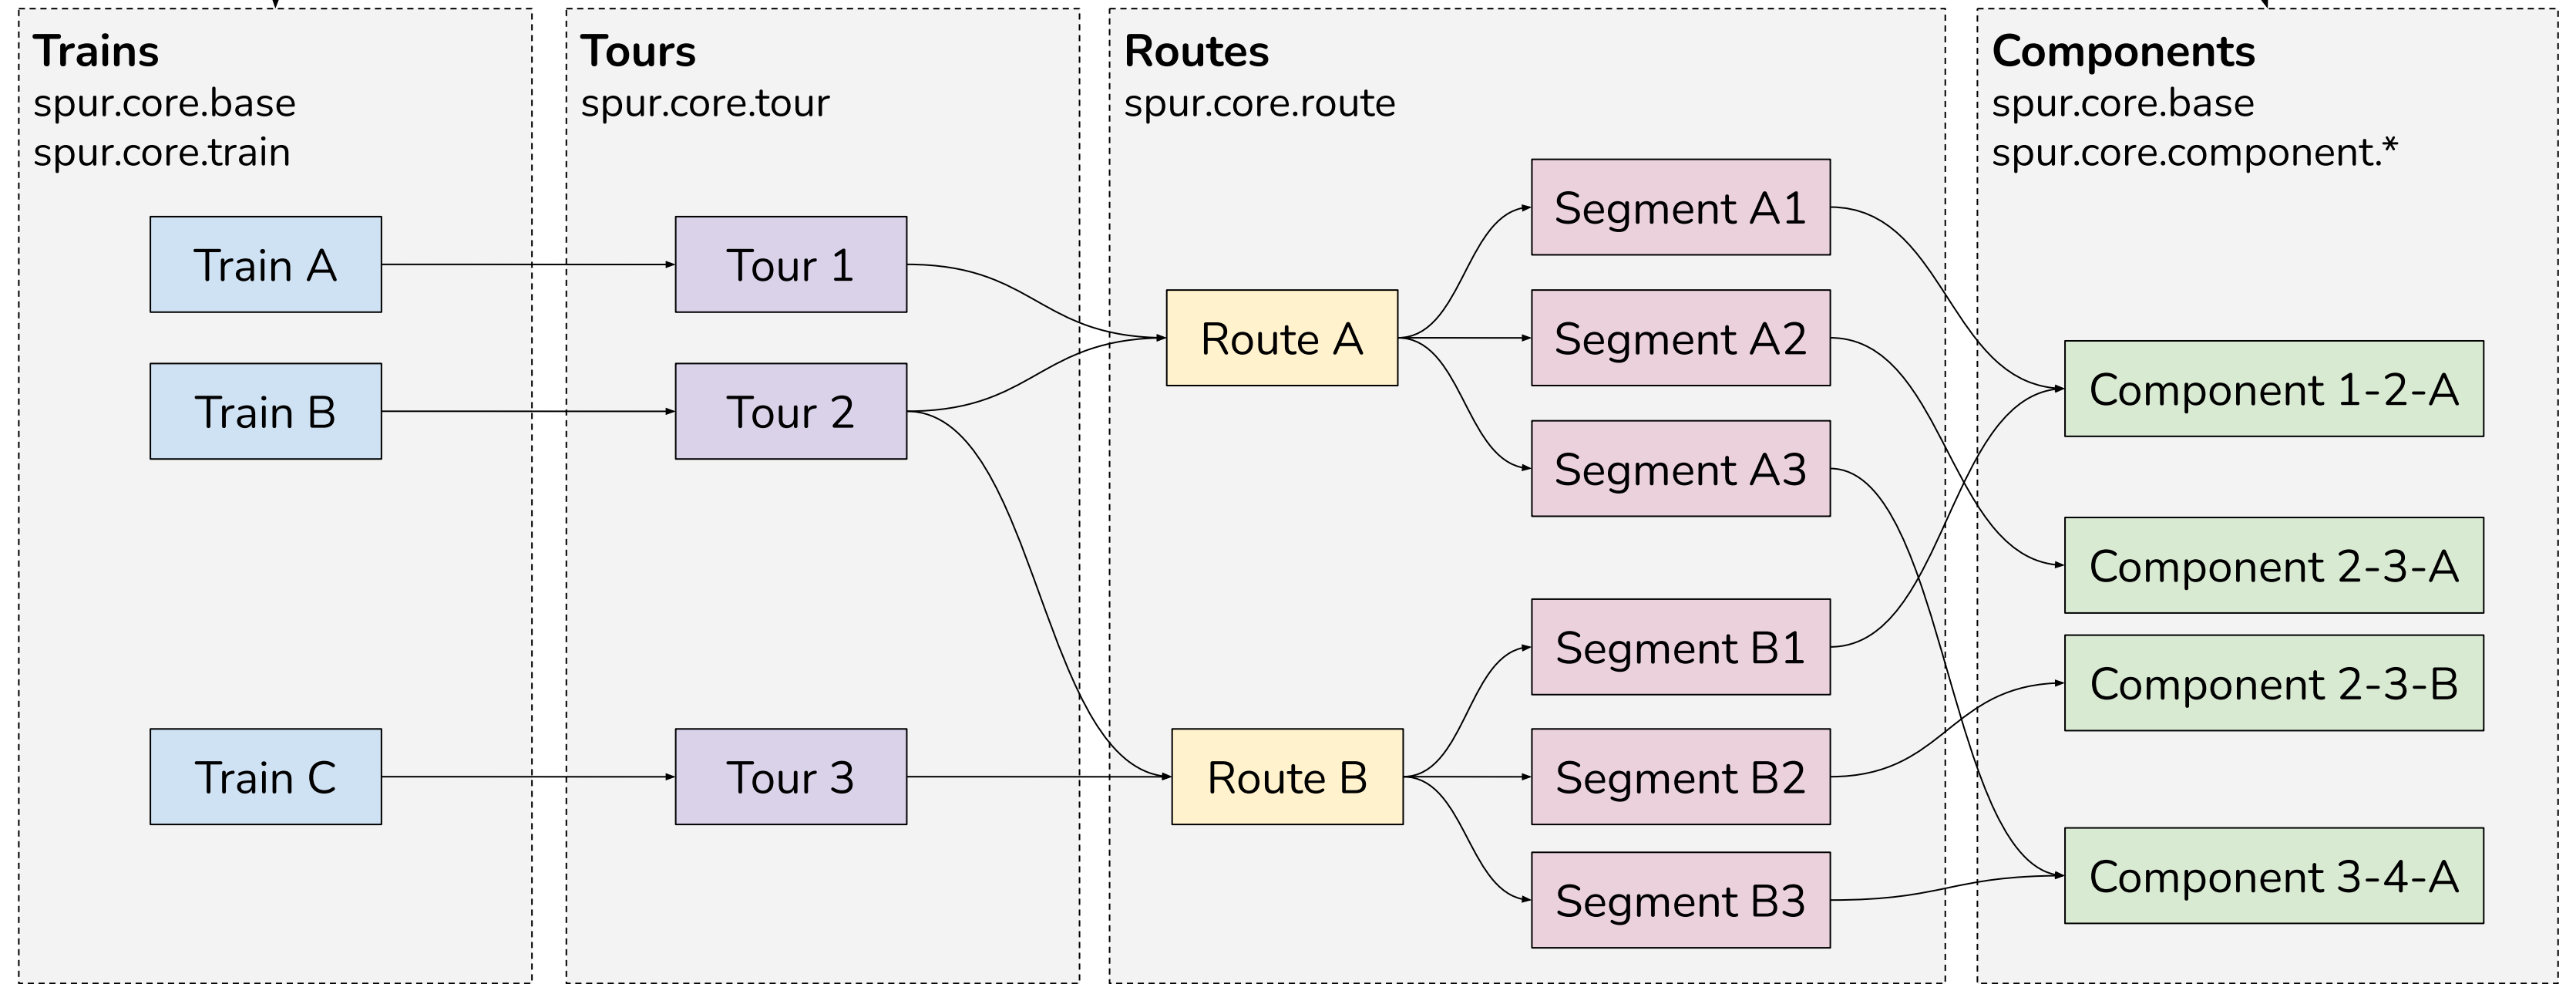 Trains
spur.core.base
spur.core.train
Train A
Train B
Train C
Tours
spur.core.tour
Tour 1
Tour 2
Tour 3
Routes
spur.core.route
Route A
Route B
Segment A1
Segment A2
Segment A3
Segment B1
Segment B2
Segment B3
Components
spur.core.base
spur.core.component.*
Component 1-2-A
Component 2-3-A
Component 2-3-B
Component 3-4-A